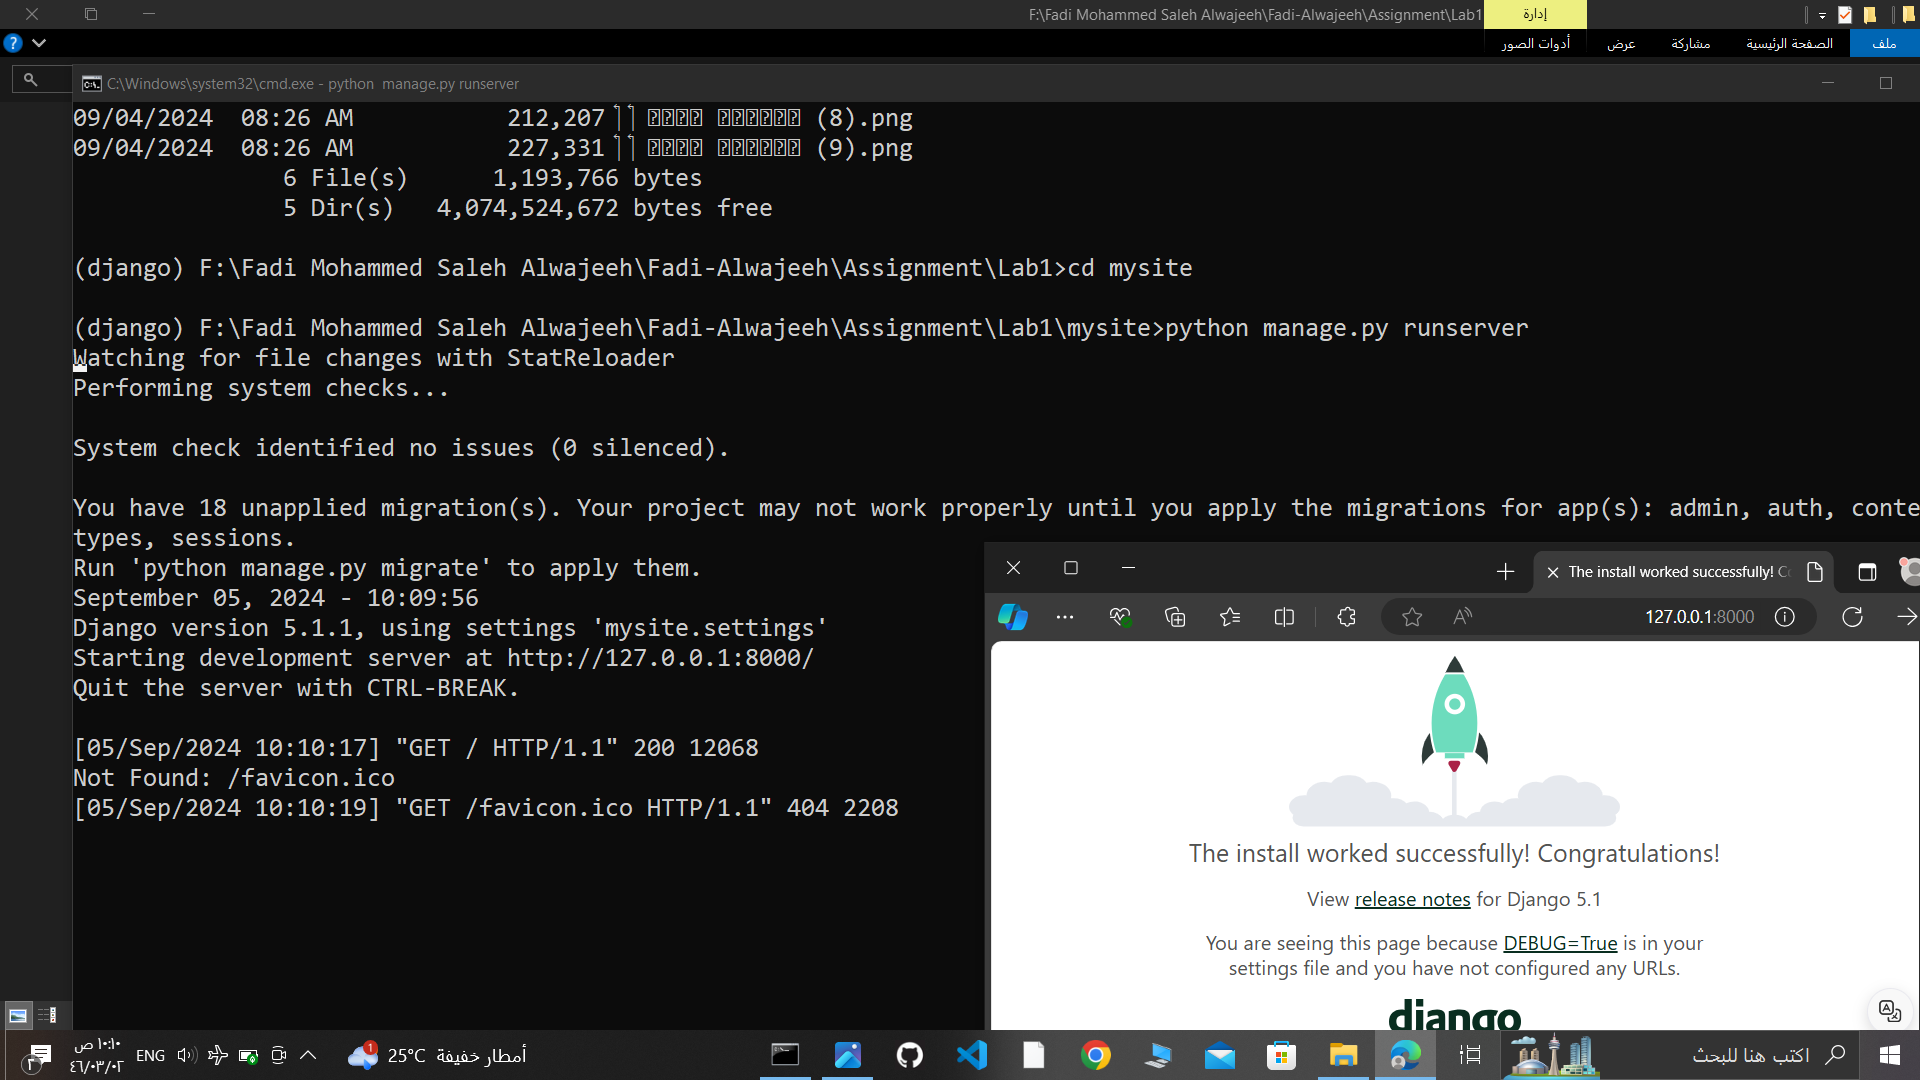 F:\Fadi Mohammed Saleh Alwajeeh\Fadi-Alwajeeh\Assignment\Lab1
إدارة
ملف
الصفحة الرئيسية
مشاركة
عرض
أدوات الصور
C:\Windows\system32\cmd.exe - python manage.py runserver
09/04/2024 08:26 AM 212,207 (8).png
09/04/2024 08:26 AM 227,331 (9).png
6 File(s) 1,193,766 bytes
5 Dir(s) 4,074,524,672 bytes free
(django) F:\Fadi Mohammed Saleh Alwajeeh\Fadi-Alwajeeh\Assignment\Lab1>cd mysite
(django) F:\Fadi Mohammed Saleh Alwajeeh\Fadi-Alwajeeh\Assignment\Lab1\mysite>python manage.py runserver
Watching for file changes with StatReloader
Performing system checks...
System check identified no issues (0 silenced).
You have 18 unapplied migration(s). Your project may not work properly until you apply the migrations for app(s): admin, auth, conte
types, sessions.
Run 'python manage.py migrate' to apply them.
September 05, 2024 - 10:09:56
Django version 5.1.1, using settings 'mysite.settings'
Starting development server at http://127.0.0.1:8000/
Quit the server with CTRL-BREAK.
[05/Sep/2024 10:10:17] "GET / HTTP/1.1" 200 12068
Not Found: /favicon.ico
[05/Sep/2024 10:10:19] "GET /favicon.ico HTTP/1.1" 404 2208
The install worked successfully! Co
127.0.0.1:8000
The install worked successfully! Congratulations!
View release notes for Django 5.1
You are seeing this page because DEBUG=True is in your
settings file and you have not configured any URLs.
django
اكتب هنا للبحث
أمطار خفيفة 25°C
1
ENG
١٠:١٠ ص
٤٦/٠٣/٠٢
٣